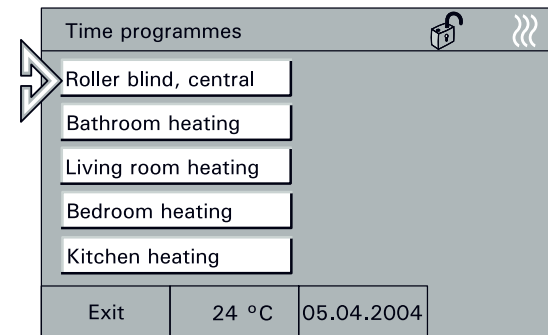 Time programmes
Roller blind, central
Bathroom heating
Living room heating
Bedroom heating
Kitchen heating
Exit 24 ºC 05.04.2004